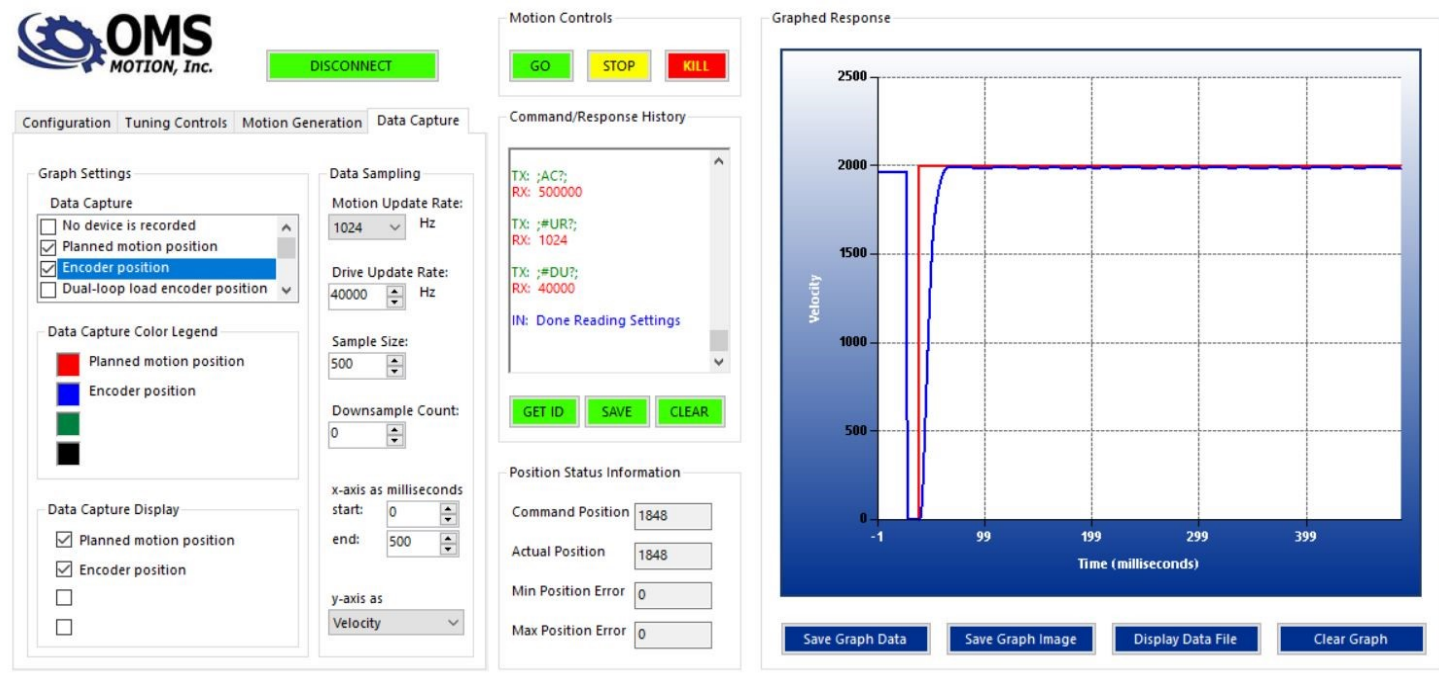 OMS
MOTION, Inc.
DISCONNECT
Configuration Tuning Controls Motion Generation Data Capture
Graph Settings
Data Capture
No device is recorded
Planned motion position
Encoder position
Dual-loop load encoder position
Data Capture Color Legend
Planned motion position
Encoder position
Data Capture Display
Planned motion position
Encoder position
Data Sampling
Motion Update Rate:
1024 Hz
Drive Update Rate:
40000 Hz
Sample Size:
500
Downsample Count:
0
x-axis as milliseconds
start: 0
end: 500
y-axis as
Velocity
Motion Controls
GO STOP KILL
Command/Response History
TX: ;AC?;
RX: 500000
TX: ;#UR?;
RX: 1024
TX: ;#DU?;
RX: 40000
IN: Done Reading Settings
GET ID SAVE CLEAR
Position Status Information
Command Position 1848
Actual Position 1848
Min Position Error 0
Max Position Error 0
Graphed Response
2500
2000
1500
1000
500
0
Velocity
-1 99 199 299 399
Time (milliseconds)
Save Graph Data Save Graph Image Display Data File Clear Graph